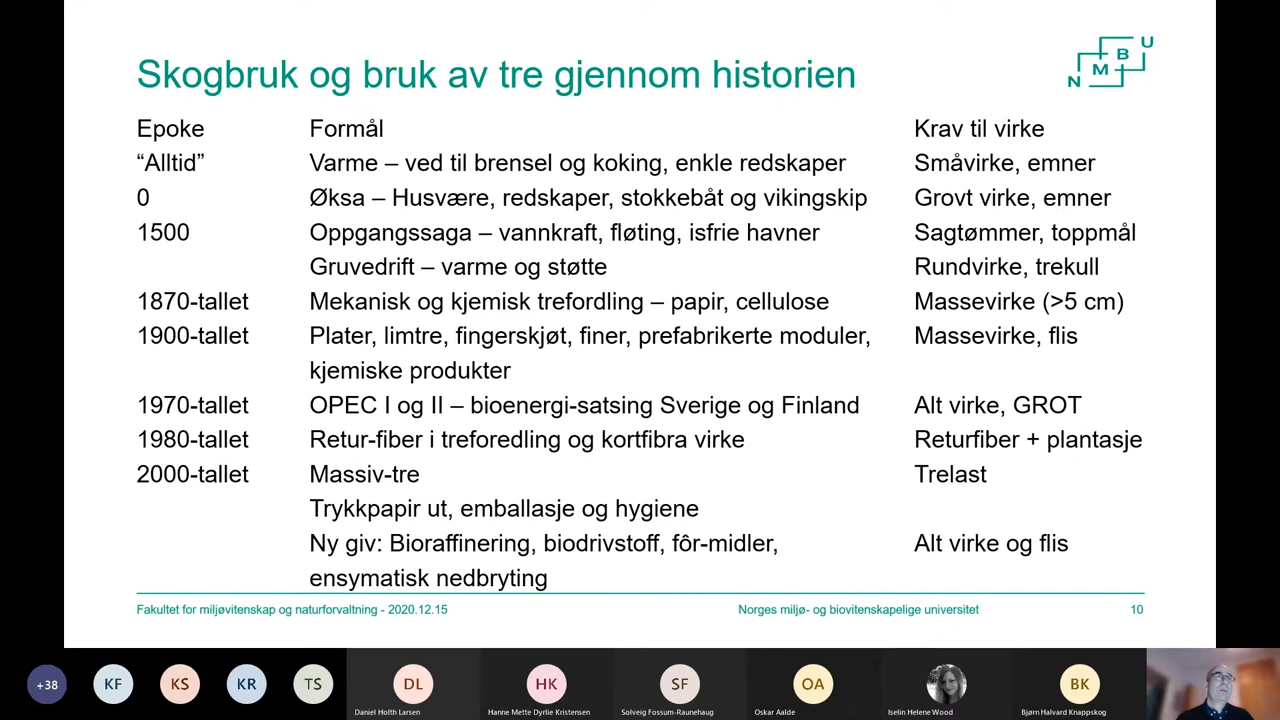 Skogbruk og bruk av tre gjennom historien
N M B U
Epoke Formål Krav til virke
“Alltid” Varme – ved til brensel og koking, enkle redskaper Småvirke, emner
0 Øksa – Husvære, redskaper, stokkebåt og vikingskip Grovt virke, emner
1500 Oppgangssaga – vannkraft, fløting, isfrie havner Sagtømmer, toppmål
Gruvedrift – varme og støtte Rundvirke, trekull
1870-tallet Mekanisk og kjemisk trefordling – papir, cellulose Massevirke (>5 cm)
1900-tallet Plater, limtre, fingerskjøt, finer, prefabrikerte moduler, Massevirke, flis
kjemiske produkter
1970-tallet OPEC I og II – bioenergi-satsing Sverige og Finland Alt virke, GROT
1980-tallet Retur-fiber i treforedling og kortfibra virke Returfiber + plantasje
2000-tallet Massiv-tre Trelast
Trykkpapir ut, emballasje og hygiene
Ny giv: Bioraffinering, biodrivstoff, fôr-midler, Alt virke og flis
ensymatisk nedbryting
Fakultet for miljøvitenskap og naturforvaltning - 2020.12.15 Norges miljø- og biovitenskapelige universitet 10
+38 KF KS KR TS DL HK SF OA BK
Daniel Holth Larsen Hanne Mette Dyrlie Kristensen Solveig Fossum-Raunehaug Oskar Aalde Iselin Helene Wood Bjørn Halvard Knappskog